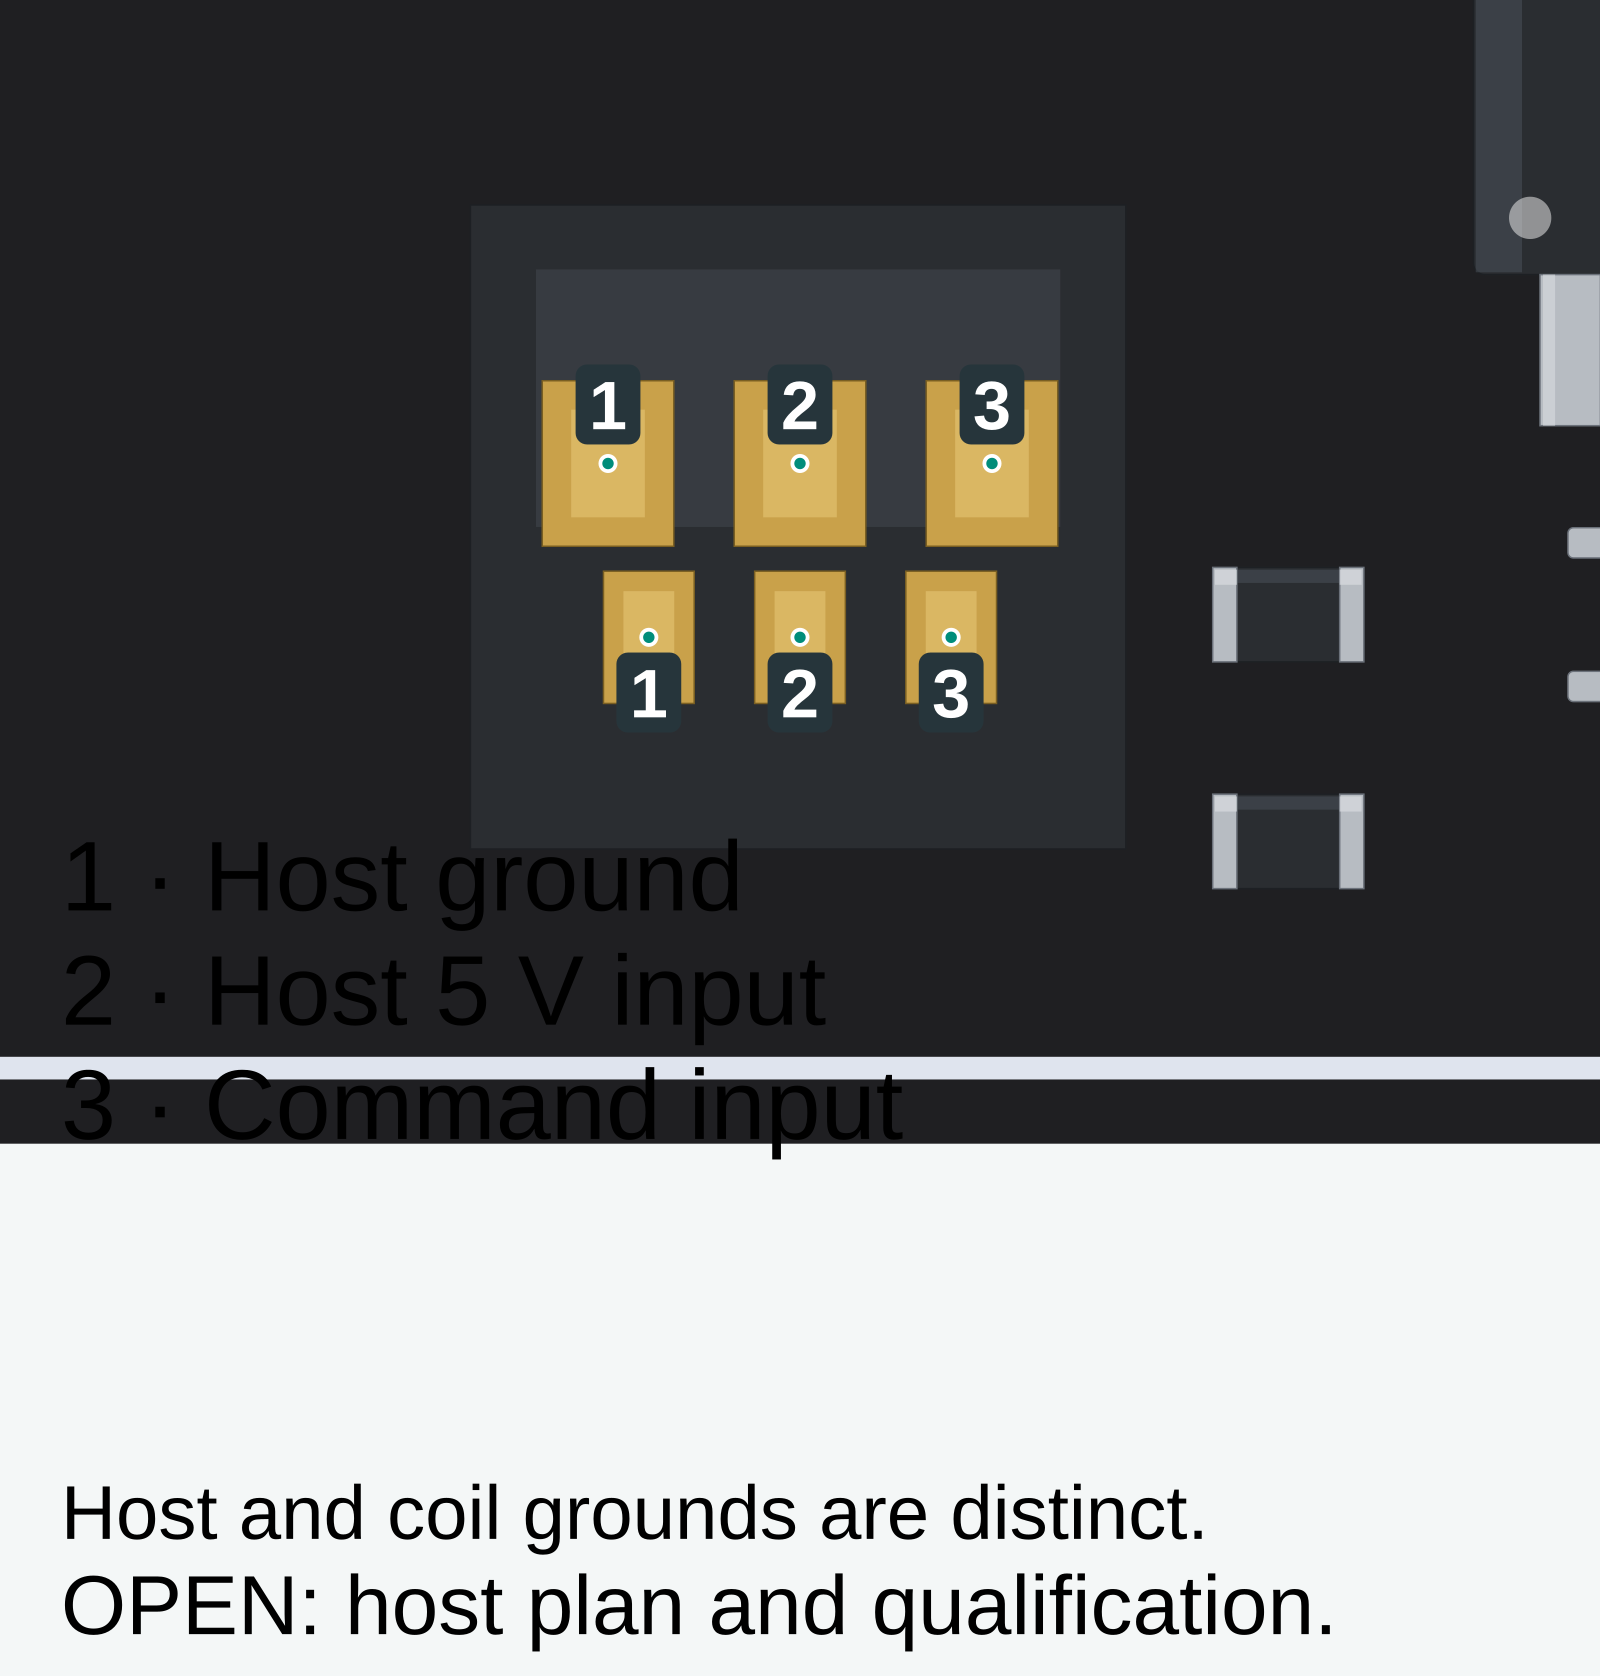 1 2 3
1 2 3
1 · Host ground
2 · Host 5 V input
3 · Command input
Host and coil grounds are distinct.
OPEN: host plan and qualification.